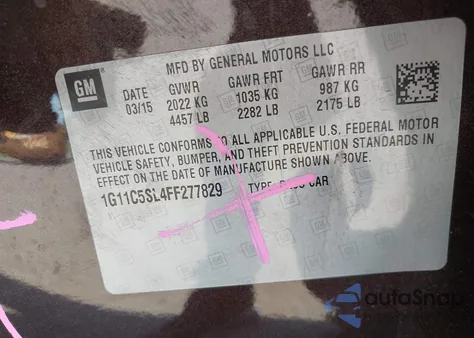 MFD BY GENERAL MOTORS LLC
GM
DATE GVWR GAWR FRT GAWR RR
03/15 2022 KG 1035 KG 987 KG
4457 LB 2282 LB 2175 LB
THIS VEHICLE CONFORMS TO ALL APPLICABLE U.S. FEDERAL MOTOR
VEHICLE SAFETY, BUMPER, AND THEFT PREVENTION STANDARDS IN
EFFECT ON THE DATE OF MANUFACTURE SHOWN ABOVE.
1G11C5SL4FF277829 TYPE: PASS CAR
autoSnap